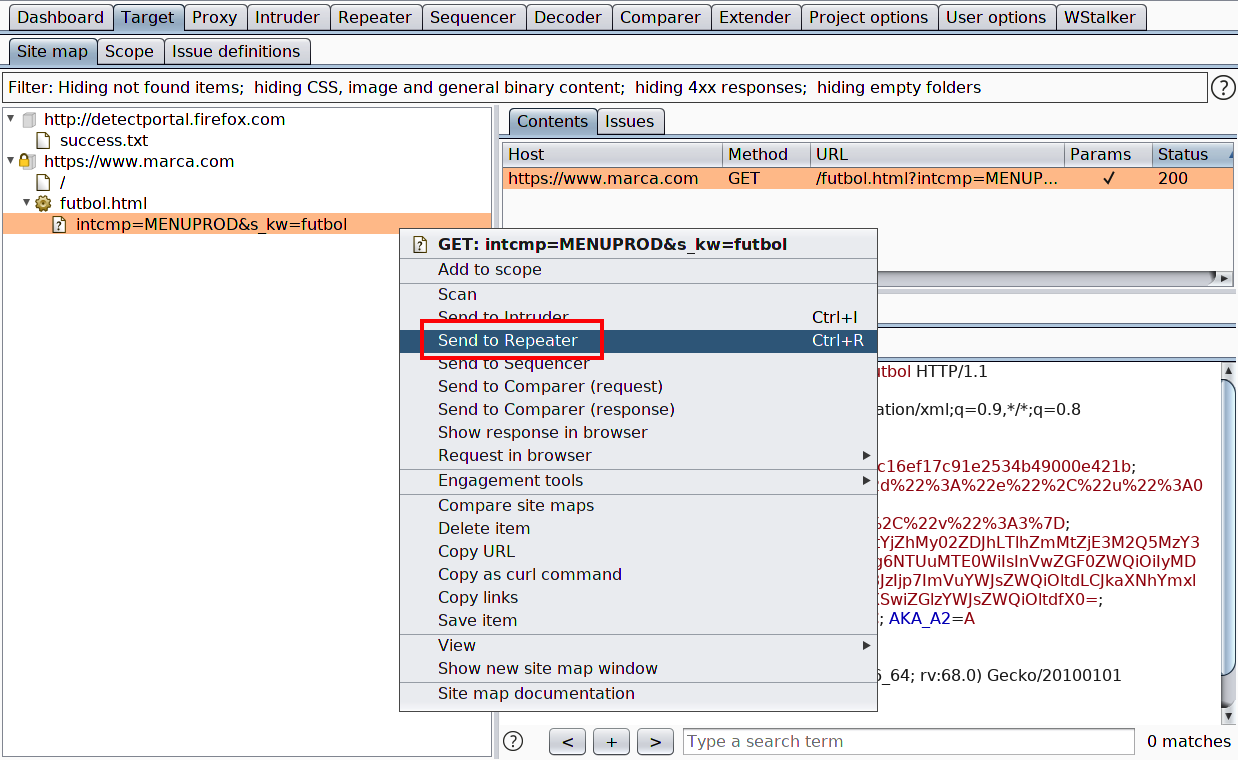 Dashboard Target Proxy Intruder Repeater Sequencer Decoder Comparer Extender Project options User options WStalker
Site map Scope Issue definitions
Filter: Hiding not found items; hiding CSS, image and general binary content; hiding 4xx responses; hiding empty folders ?
http://detectportal.firefox.com
success.txt
https://www.marca.com
/
futbol.html
intcmp=MENUPROD&s_kw=futbol
Contents Issues
Host Method URL Params Status
https://www.marca.com GET /futbol.html?intcmp=MENUP... ✓ 200
GET: intcmp=MENUPROD&s_kw=futbol
Add to scope
Scan
Send to Intruder Ctrl+I
Send to Repeater Ctrl+R
Send to Sequencer
Send to Comparer (request)
Send to Comparer (response)
Show response in browser
Request in browser
Engagement tools
Compare site maps
Delete item
Copy URL
Copy as curl command
Copy links
Save item
View
Show new site map window
Site map documentation
utbol HTTP/1.1
ation/xml;q=0.9,*/*;q=0.8
c16ef17c91e2534b49000e421b;
2d%22%3A%22e%22%2C%22u%22%3A0
%2C%22v%22%3A3%7D;
tYjZhMy02ZDJhLTlhZmMtZjE3M2Q5MzY3
g6NTUuMTE0WiIsInVwZGF0ZWQiOiIyMD
BJzIjp7ImVuYWJsZWQiOltdLCJkaXNhYmxl
ZSwiZGlzYWJsZWQiOltdfX0=;
; AKA_A2=A
6_64; rv:68.0) Gecko/20100101
? < + > Type a search term 0 matches